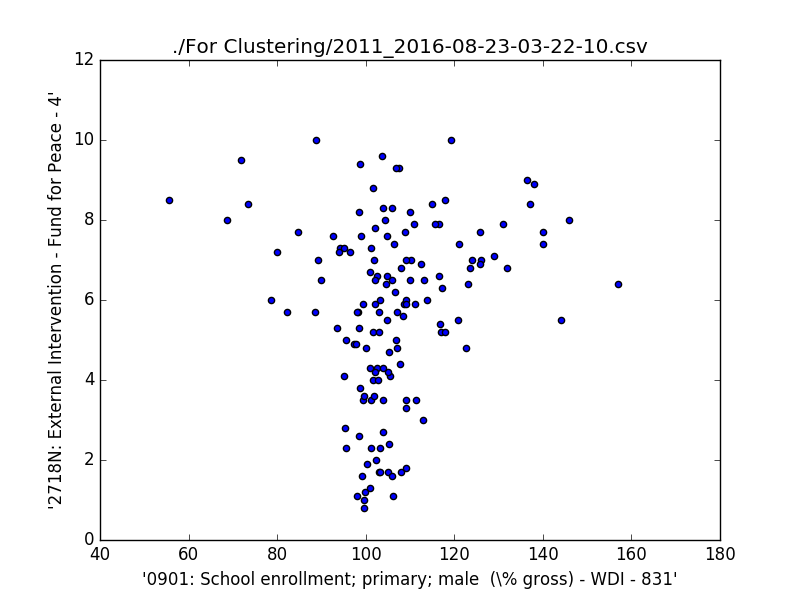 ./For Clustering/2011_2016-08-23-03-22-10.csv
'2718N: External Intervention - Fund for Peace - 4'
12
10
8
6
4
2
0
40 60 80 100 120 140 160 180
'0901: School enrollment; primary; male  (\% gross) - WDI - 831'